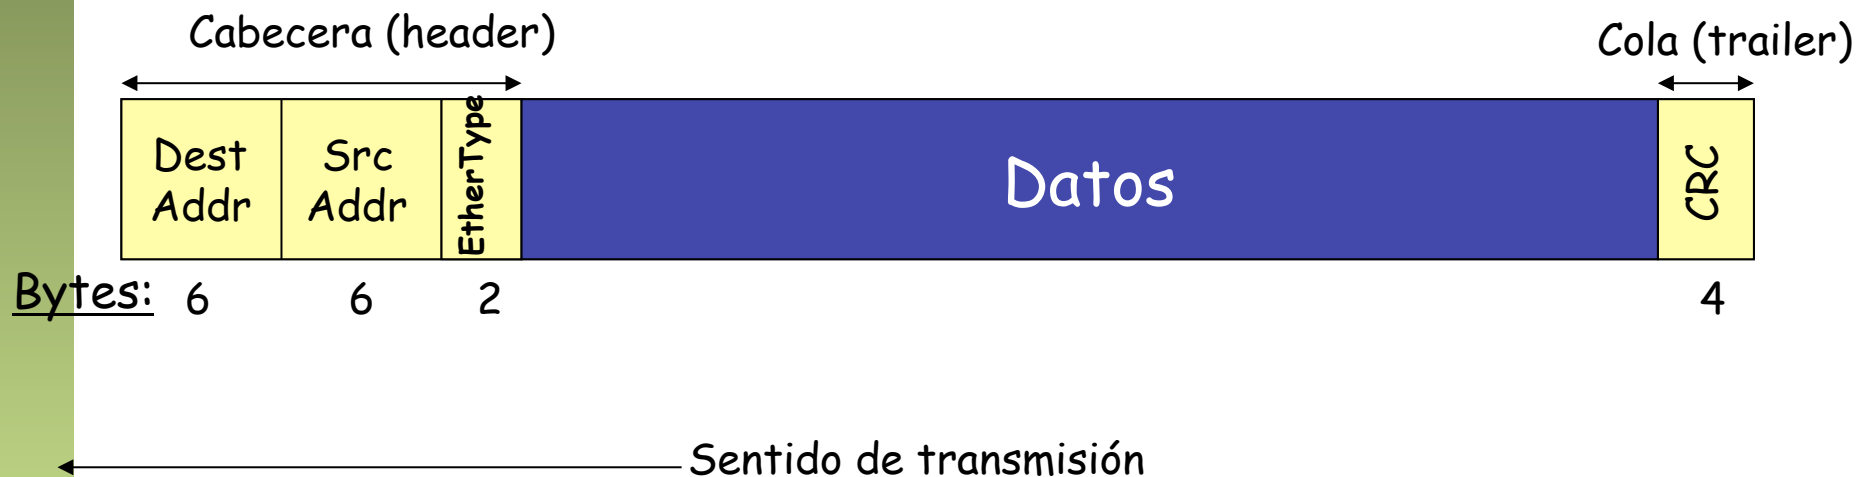 Cabecera (header)
Cola (trailer)
Dest
Addr
Src
Addr
EtherType
Datos
CRC
Bytes: 6 6 2 4
Sentido de transmisión